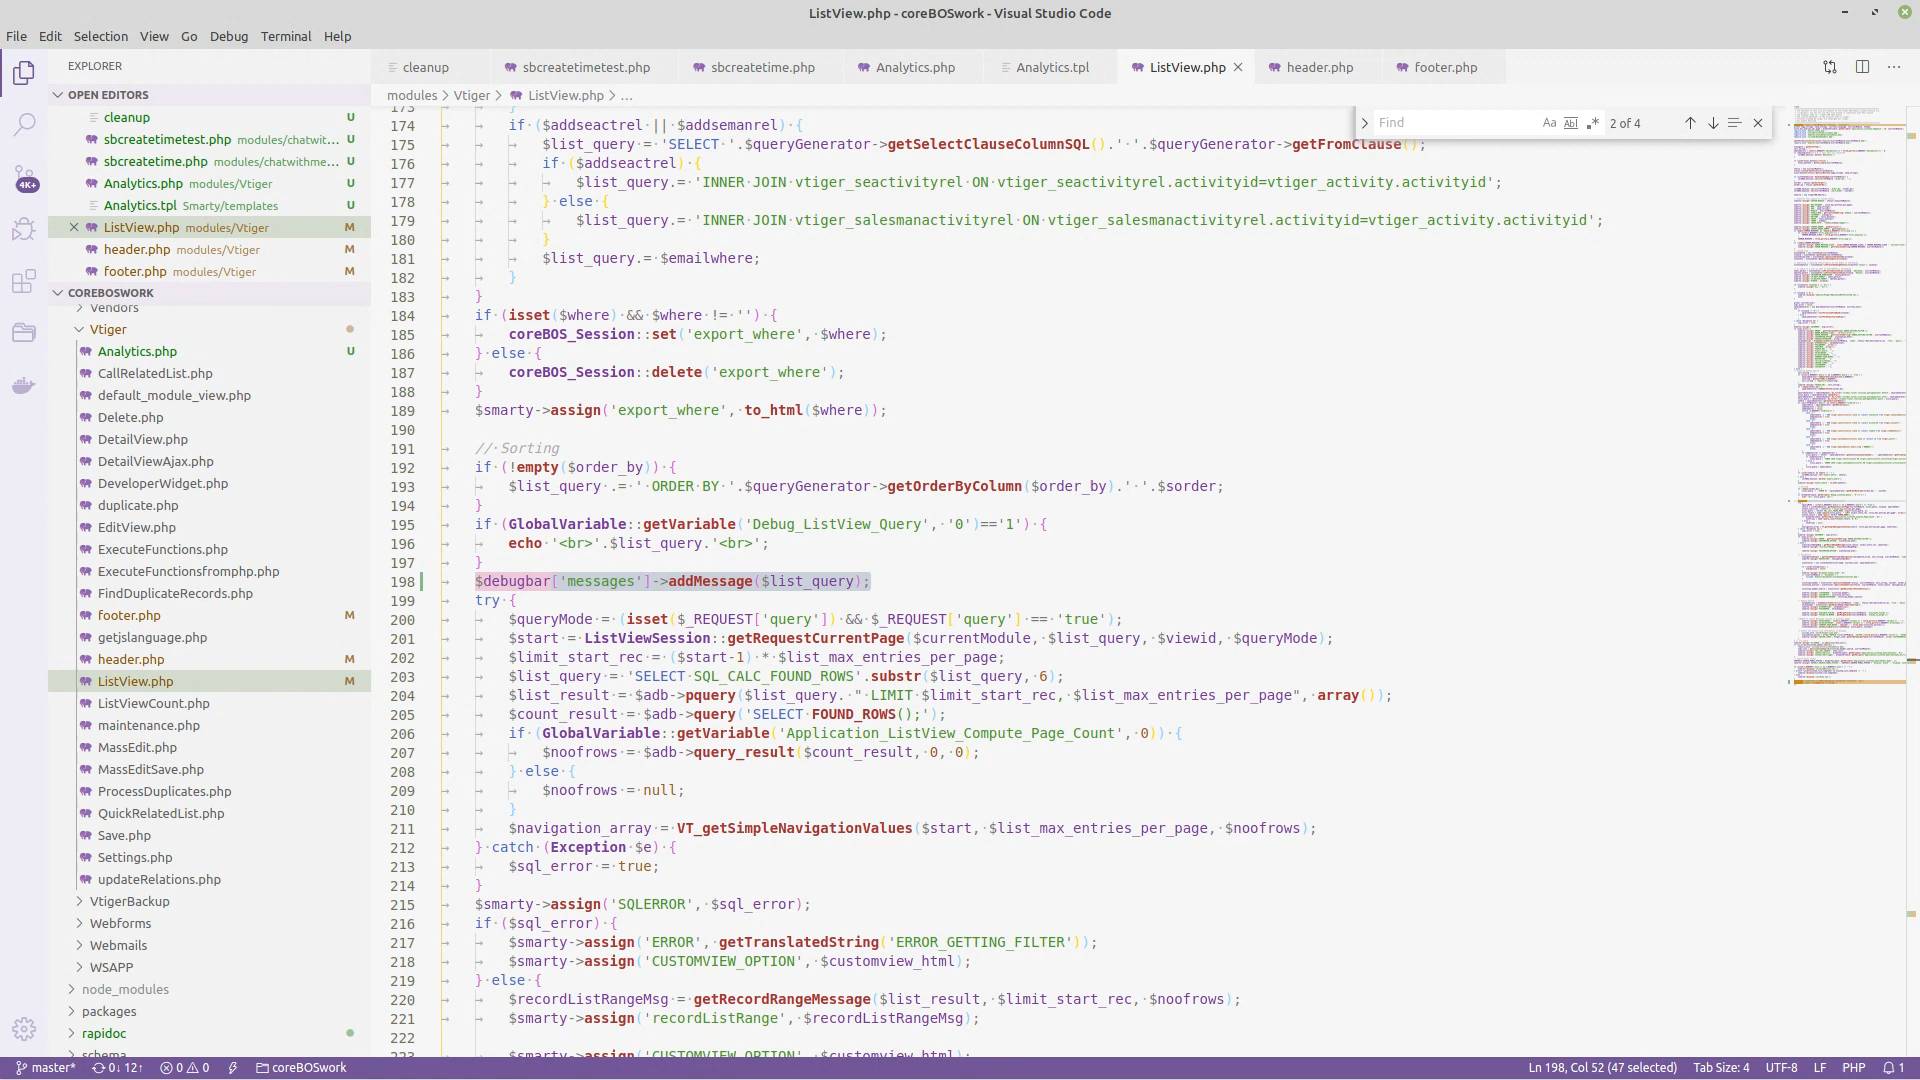 ListView.php - coreBOSwork - Visual Studio Code
File Edit Selection View Go Debug Terminal Help
EXPLORER
cleanup sbcreatetimetest.php sbcreatetime.php Analytics.php Analytics.tpl ListView.php header.php footer.php
OPEN EDITORS
cleanup U
sbcreatetimetest.php modules/chatwithme... U
sbcreatetime.php modules/chatwithme... U
Analytics.php modules/Vtiger U
Analytics.tpl Smarty/templates U
ListView.php modules/Vtiger M
header.php modules/Vtiger M
footer.php modules/Vtiger M
COREBOSWORK
Vendors
Vtiger
Analytics.php U
CallRelatedList.php
default_module_view.php
Delete.php
DetailView.php
DetailViewAjax.php
DeveloperWidget.php
duplicate.php
EditView.php
ExecuteFunctions.php
ExecuteFunctionsfromphp.php
FindDuplicateRecords.php
footer.php M
getjslanguage.php
header.php M
ListView.php M
ListViewCount.php
maintenance.php
MassEdit.php
MassEditSave.php
ProcessDuplicates.php
QuickRelatedList.php
Save.php
Settings.php
updateRelations.php
VtigerBackup
Webforms
Webmails
WSAPP
node_modules
packages
rapidoc
schema
4K+
modules > Vtiger > ListView.php > ...
Find Aa Abl .* 2 of 4
173 }
174 if ($addseactrel || $addsemanrel) {
175 $list_query = 'SELECT '.$queryGenerator->getSelectClauseColumnSQL().' '.$queryGenerator->getFromClause();
176 if ($addseactrel) {
177 $list_query.= 'INNER JOIN vtiger_seactivityrel ON vtiger_seactivityrel.activityid=vtiger_activity.activityid';
178 } else {
179 $list_query.= 'INNER JOIN vtiger_salesmanactivityrel ON vtiger_salesmanactivityrel.activityid=vtiger_activity.activityid';
180 }
181 $list_query.= $emailwhere;
182 }
183 }
184 if (isset($where) && $where != '') {
185 coreBOS_Session::set('export_where', $where);
186 } else {
187 coreBOS_Session::delete('export_where');
188 }
189 $smarty->assign('export_where', to_html($where));
190
191 // Sorting
192 if (!empty($order_by)) {
193 $list_query .= ' ORDER BY '.$queryGenerator->getOrderByColumn($order_by).' '.$sorder;
194 }
195 if (GlobalVariable::getVariable('Debug_ListView_Query', '0')=='1') {
196 echo '<br>'.$list_query.'<br>';
197 }
198 $debugbar['messages']->addMessage($list_query);
199 try {
200 $queryMode = (isset($_REQUEST['query']) && $_REQUEST['query'] == 'true');
201 $start = ListViewSession::getRequestCurrentPage($currentModule, $list_query, $viewid, $queryMode);
202 $limit_start_rec = ($start-1) * $list_max_entries_per_page;
203 $list_query = 'SELECT SQL_CALC_FOUND_ROWS'.substr($list_query, 6);
204 $list_result = $adb->pquery($list_query. " LIMIT $limit_start_rec, $list_max_entries_per_page", array());
205 $count_result = $adb->query('SELECT FOUND_ROWS();');
206 if (GlobalVariable::getVariable('Application_ListView_Compute_Page_Count', 0)) {
207 $noofrows = $adb->query_result($count_result, 0, 0);
208 } else {
209 $noofrows = null;
210 }
211 $navigation_array = VT_getSimpleNavigationValues($start, $list_max_entries_per_page, $noofrows);
212 } catch (Exception $e) {
213 $sql_error = true;
214 }
215 $smarty->assign('SQLERROR', $sql_error);
216 if ($sql_error) {
217 $smarty->assign('ERROR', getTranslatedString('ERROR_GETTING_FILTER'));
218 $smarty->assign('CUSTOMVIEW_OPTION', $customview_html);
219 } else {
220 $recordListRangeMsg = getRecordRangeMessage($list_result, $limit_start_rec, $noofrows);
221 $smarty->assign('recordListRange', $recordListRangeMsg);
222
223 $smarty->assign('CUSTOMVIEW_OPTION', $customview_html);
master* 0↓ 12↑ 0 0 coreBOSwork Ln 198, Col 52 (47 selected) Tab Size: 4 UTF-8 LF PHP 1